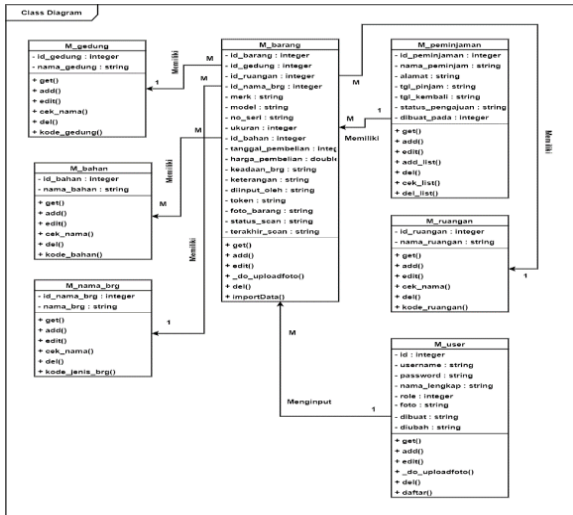 Class Diagram
M_gedung
- id_gedung : integer
- nama_gedung : string
+ get()
+ add()
+ edit()
+ cek_nama()
+ del()
+ kode_gedung()
M_bahan
- id_bahan : integer
- nama_bahan : string
+ get()
+ add()
+ edit()
+ cek_nama()
+ del()
+ kode_bahan()
M_nama_brg
- id_nama_brg : integer
- nama_brg : string
+ get()
+ add()
+ edit()
+ cek_nama()
+ del()
+ kode_jenis_brg()
Memiliki
1
M
Memiliki
M
M
Memiliki
1
M
M_barang
- id_barang : integer
- id_gedung : integer
- id_ruangan : integer
- id_nama_brg : integer
- merk : string
- model : string
- no_seri : string
- ukuran : integer
- id_bahan : integer
- tanggal_pembelian : integ
- harga_pembelian : double
- keadaan_brg : string
- keterangan : string
- diinput_oleh : string
- token : string
- foto_barang : string
- status_scan : string
- terakhir_scan : string
+ get()
+ add()
+ edit()
+ _do_uploadfoto()
+ del()
+ importData()
M
M
1
Memiliki
M_peminjaman
- id_peminjaman : integer
- nama_peminjam : string
- alamat : string
- tgl_pinjam : string
- tgl_kembali : string
- status_pengajuan : string
- dibuat_pada : integer
+ get()
+ add()
+ edit()
+ add_list()
+ del()
+ cek_list()
+ del_list()
Memiliki
M_ruangan
- id_ruangan : integer
- nama_ruangan : string
+ get()
+ add()
+ edit()
+ cek_nama()
+ del()
+ kode_ruangan()
1
M
Menginput
1
M_user
- id : integer
- username : string
- password : string
- nama_lengkap : string
- role : integer
- foto : string
- dibuat : string
- diubah : string
+ get()
+ add()
+ edit()
+ _do_uploadfoto()
+ del()
+ daftar()